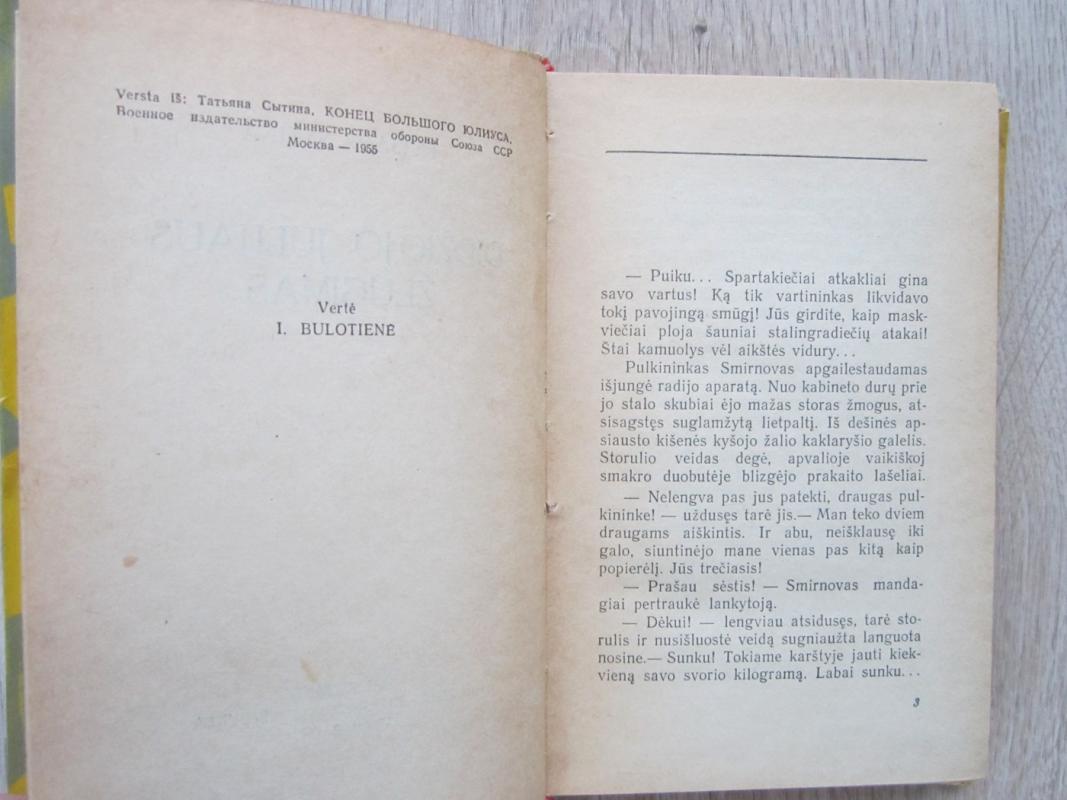 Versta iš: Татьяна Сытина, КОНЕЦ БОЛЬШОГО ЮЛИУСА,
Военное издательство министерства обороны Союза ССР
Москва — 1955
Vertė
I. BULOTIENĖ
— Puiku... Spartakiečiai atkakliai gina
savo vartus! Ką tik vartininkas likvidavo
tokį pavojingą smūgį! Jūs girdite, kaip mask-
viečiai ploja šauniai stalingradiečių atakai!
Štai kamuolys vėl aikštės vidury...
Pulkininkas Smirnovas apgailestaudamas
išjungė radijo aparatą. Nuo kabineto durų prie
jo stalo skubiai ėjo mažas storas žmogus, at-
sisagstęs suglamžytą lietpaltį. Iš dešinės ap-
siausto kišenės kyšojo žalio kaklaryšio galelis.
Storulio veidas degė, apvalioje vaikiškoj
smakro duobutėje blizgėjo prakaito lašeliai.
— Nelengva pas jus patekti, draugas pul-
kininke! — uždusęs tarė jis.— Man teko dviem
draugams aiškintis. Ir abu, neišklausę iki
galo, siuntinėjo mane vienas pas kitą kaip
popierėlį. Jūs trečiasis!
— Prašau sėstis! — Smirnovas manda-
giai pertraukė lankytoją.
— Dėkui! — lengviau atsidusęs, tarė sto-
rulis ir nusišluostė veidą sugniaužta languota
nosine.— Sunku! Tokiame karštyje jauti kiek-
vieną savo svorio kilogramą. Labai sunku...
3